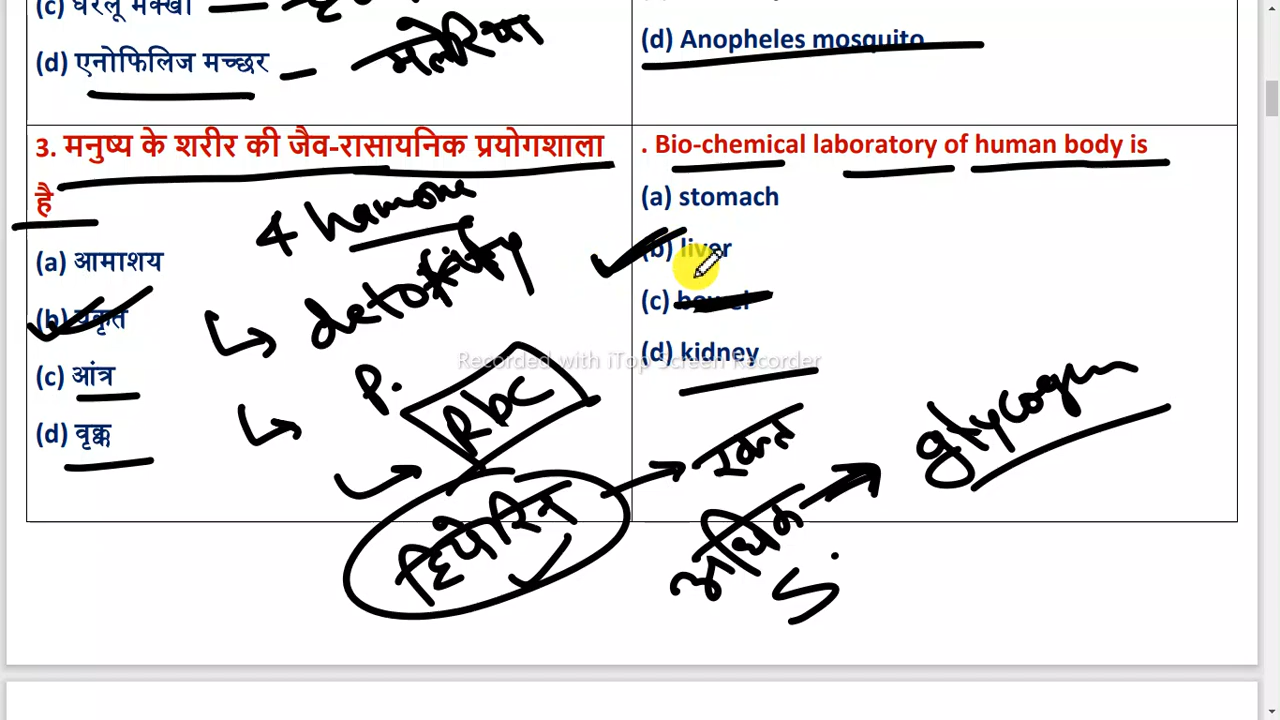 (c) घरेलू मक्खी
(d) एनोफिलिज मच्छर
मलेरिया
(d) Anopheles mosquito
3. मनुष्य के शरीर की जैव-रासायनिक प्रयोगशाला
है
(a) आमाशय
(b) यकृत
(c) आंत्र
(d) वृक्क
. Bio-chemical laboratory of human body is
(a) stomach
(b) liver
(c) bowel
(d) kidney
4 hamone
detoxify
P.
Rbc
हिपेरिन
रक्त
अधिक
S.
glycogen
Recorded with iTop Screen Recorder